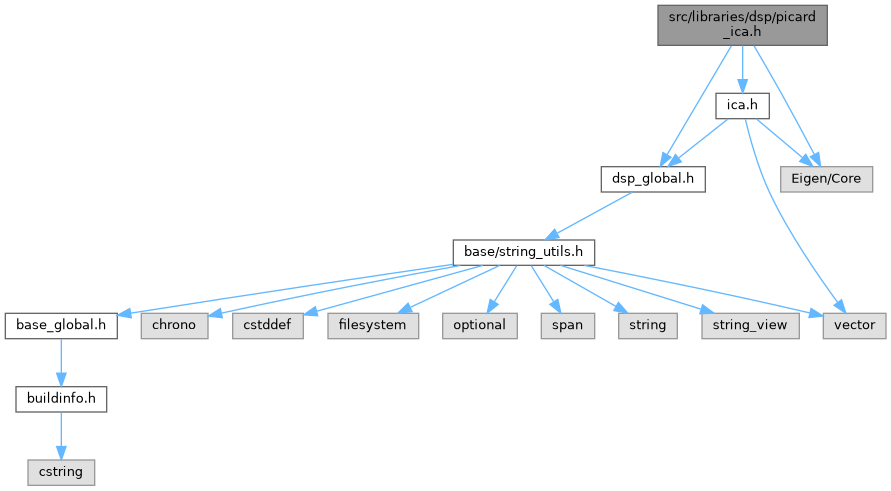 src/libraries/dsp/picard
_ica.h
ica.h
dsp_global.h
Eigen/Core
base/string_utils.h
base_global.h
chrono
cstddef
filesystem
optional
span
string
string_view
vector
buildinfo.h
cstring